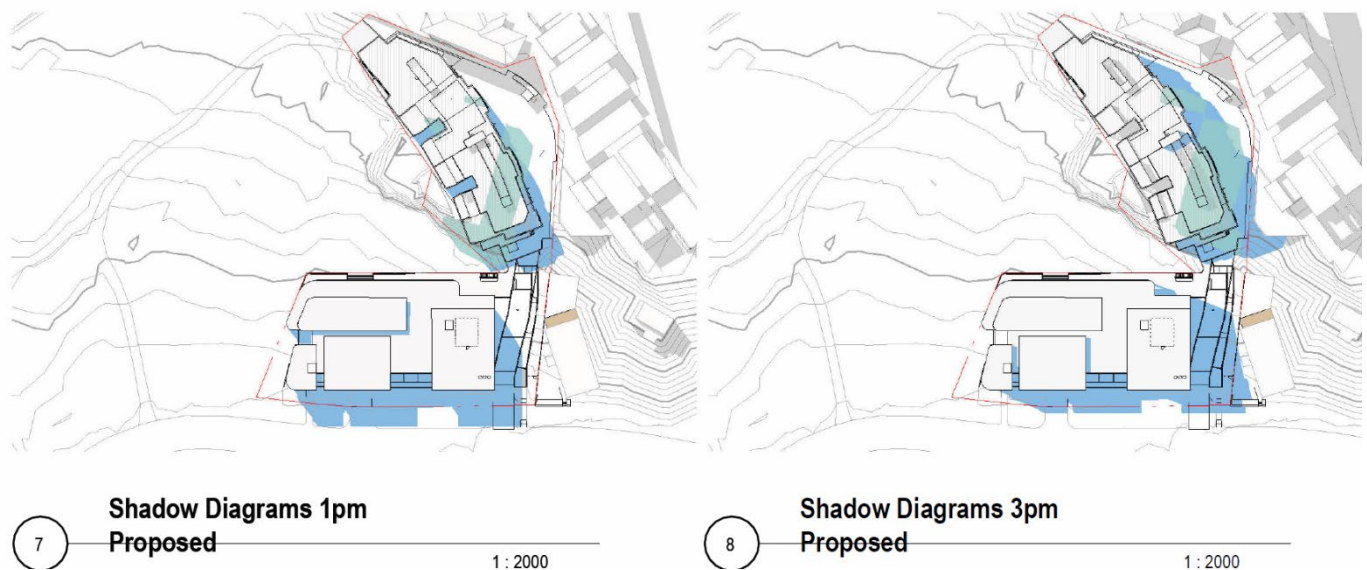 7
Shadow Diagrams 1pm
Proposed
1 : 2000
8
Shadow Diagrams 3pm
Proposed
1 : 2000